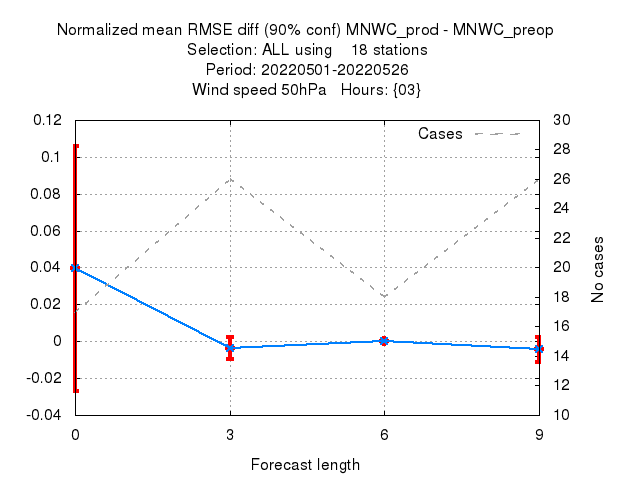 Normalized mean RMSE diff (90% conf) MNWC_prod - MNWC_preop
Selection: ALL using 18 stations
Period: 20220501-20220526
Wind speed 50hPa Hours: {03}
Cases
0.12
0.1
0.08
0.06
0.04
0.02
0
-0.02
-0.04
30
28
26
24
22
20
18
16
14
12
10
No cases
0 3 6 9
Forecast length